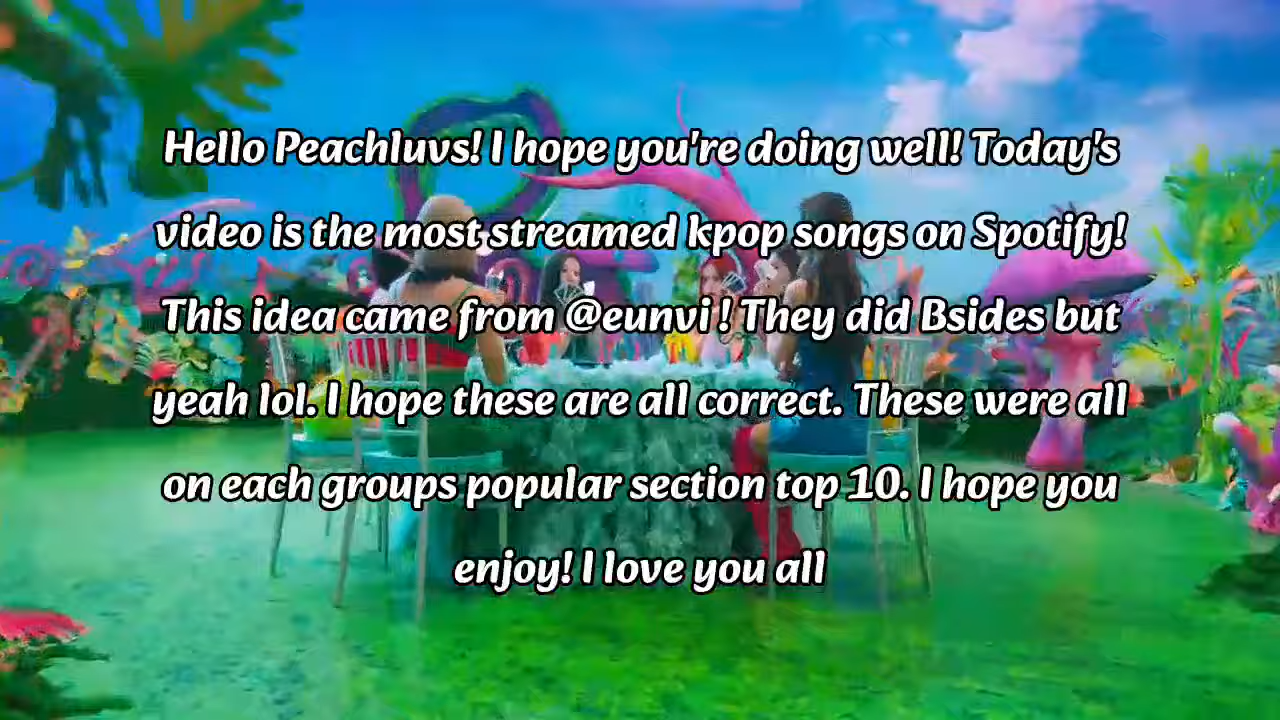 Hello Peachluvs! I hope you're doing well! Today's
video is the most streamed kpop songs on Spotify!
This idea came from @eunvi ! They did Bsides but
yeah lol. I hope these are all correct. These were all
on each groups popular section top 10. I hope you
enjoy! I love you all